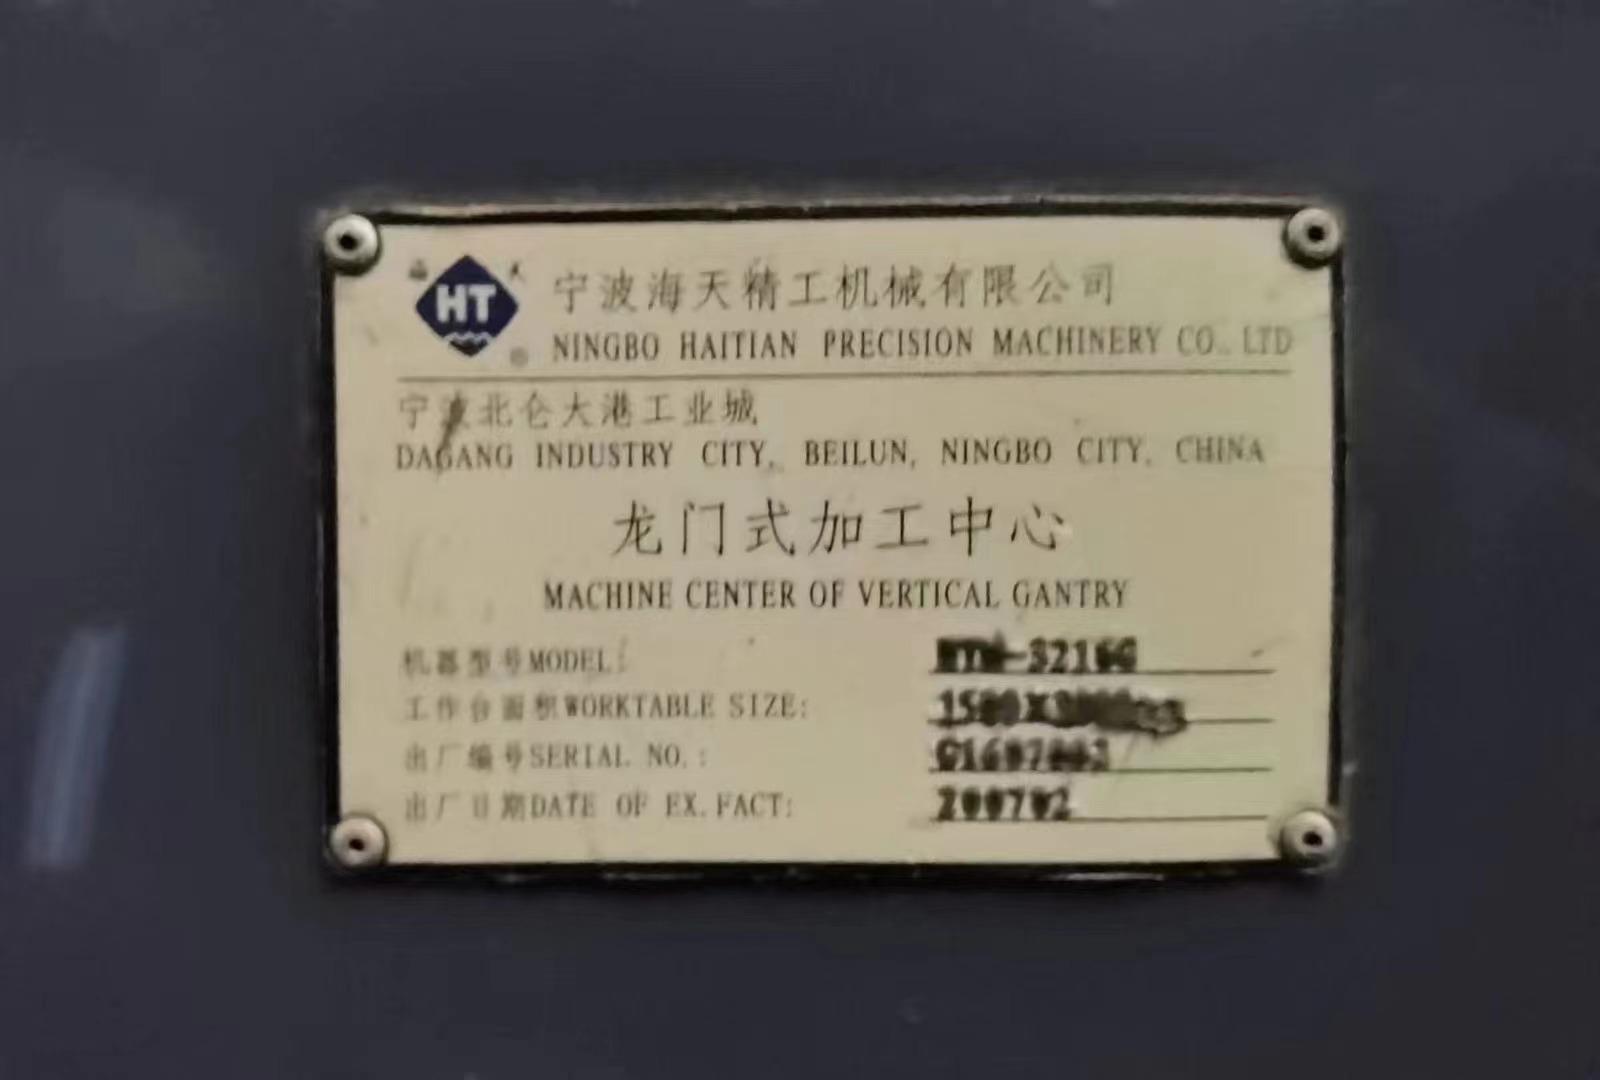 HT
®
宁波海天精工机械有限公司
NINGBO HAITIAN PRECISION MACHINERY CO., LTD
宁波北仑大港工业城
DAGANG INDUSTRY CITY, BEILUN, NINGBO CITY, CHINA
龙门式加工中心
MACHINE CENTER OF VERTICAL GANTRY
机器型号MODEL:
工作台面积WORKTABLE SIZE:
出厂编号SERIAL NO.:
出厂日期DATE OF EX.FACT: 200702